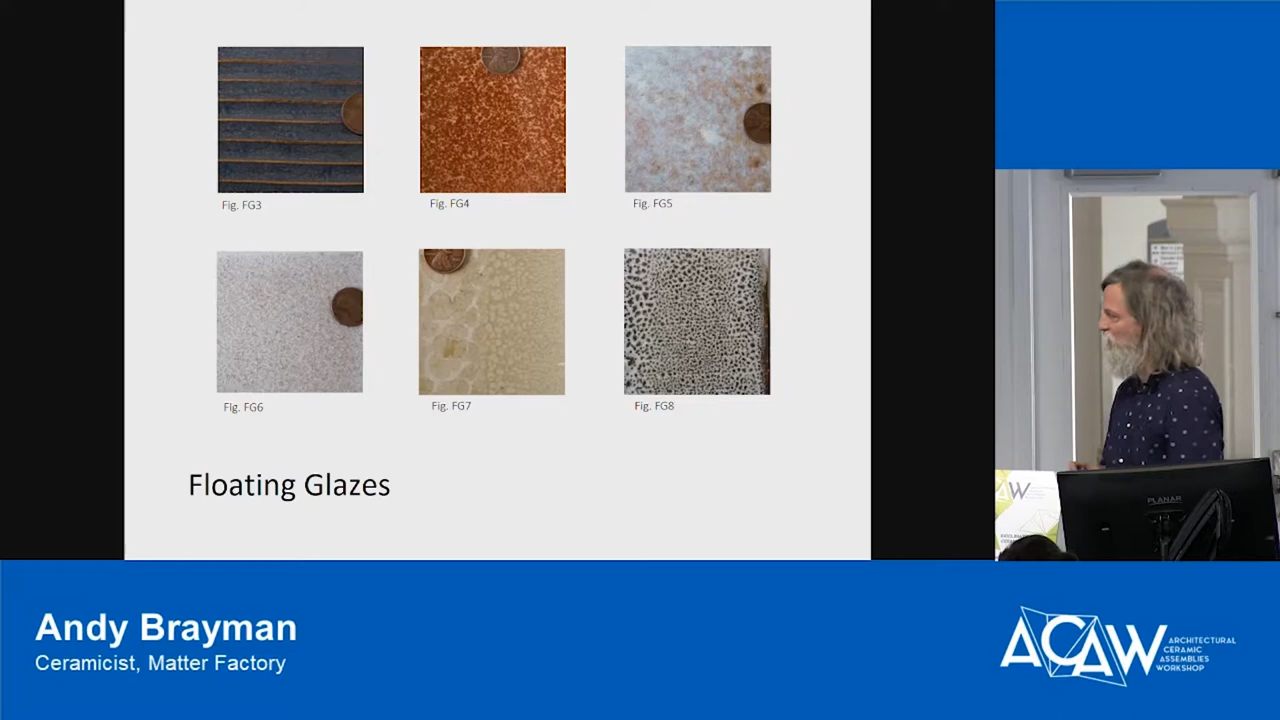 Fig. FG3
Fig. FG4
Fig. FG5
Fig. FG6
Fig. FG7
Fig. FG8
Floating Glazes
PLANAR
AW
Andy Brayman
Ceramicist, Matter Factory
ACAW
ARCHITECTURAL
CERAMIC
ASSEMBLIES
WORKSHOP